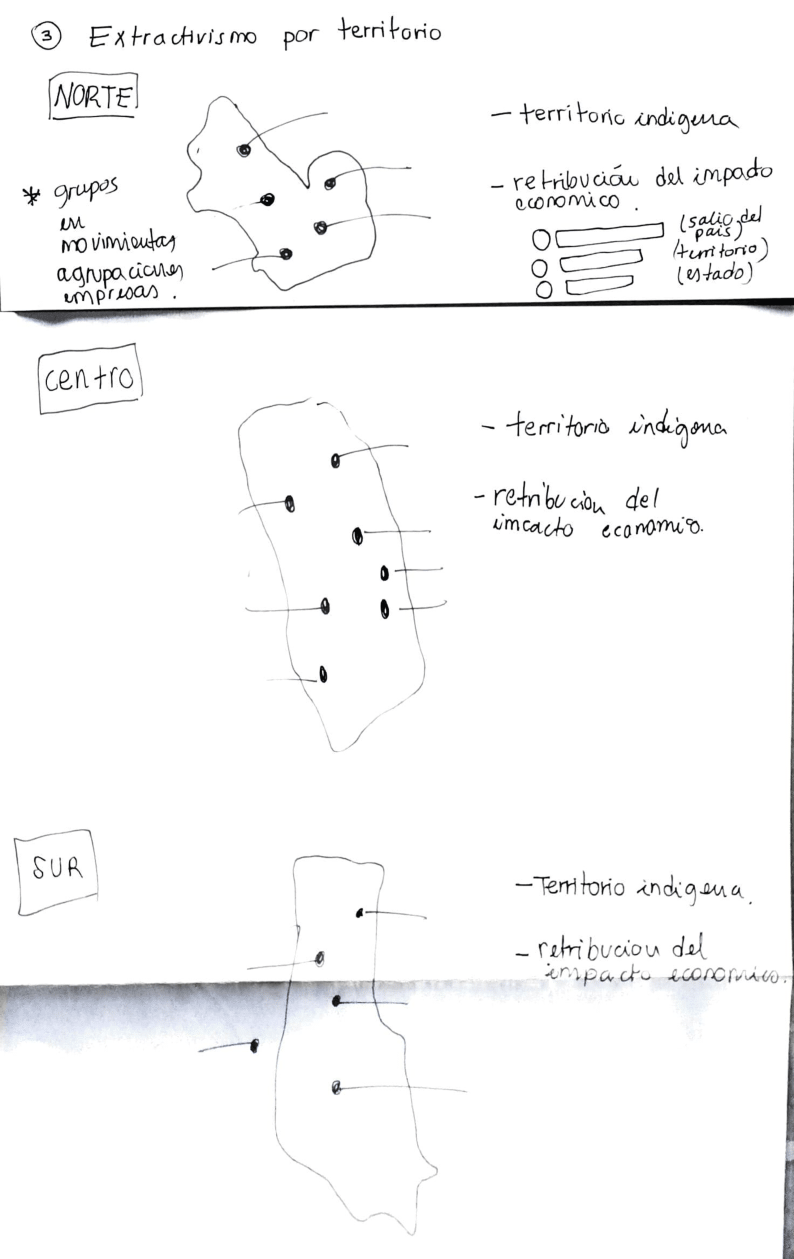 3 Extractivismo por territorio
NORTE
* grupos
en
movimientos
agrupaciones
empresas.
- territorio indigena
- retribución del impacto
economico.
(salio del
país)
(territorio)
(estado)
centro
- territorio indigena
- retribucion del
imcacto economico.
SUR
- Territorio indigena.
- retribucion del
impacto economico.